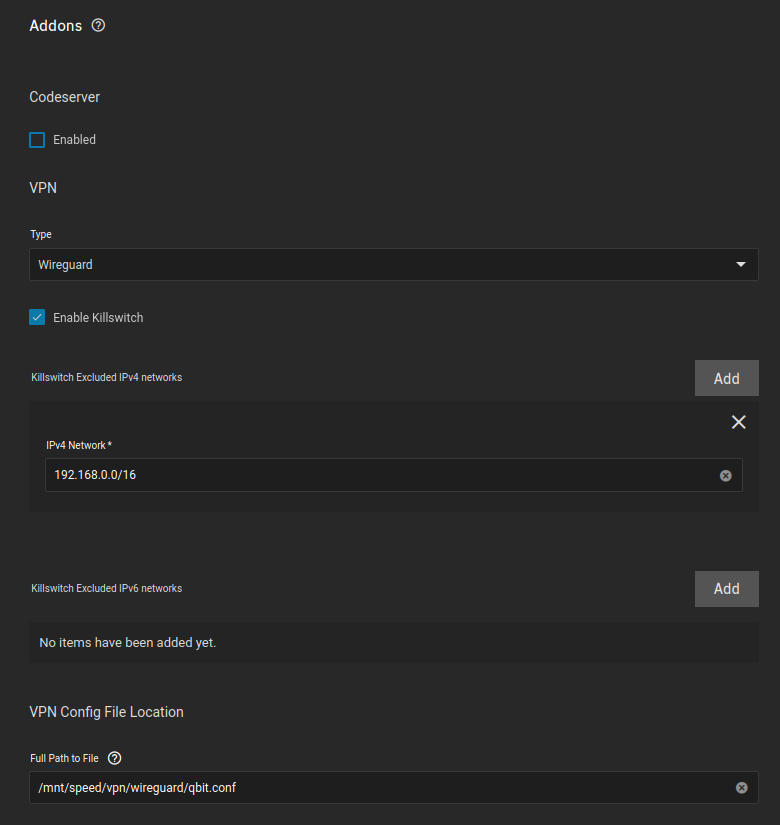 Addons
Codeserver
Enabled
VPN
Type
Wireguard
Enable Killswitch
Killswitch Excluded IPv4 networks
Add
IPv4 Network *
192.168.0.0/16
Killswitch Excluded IPv6 networks
Add
No items have been added yet.
VPN Config File Location
Full Path to File
/mnt/speed/vpn/wireguard/qbit.conf